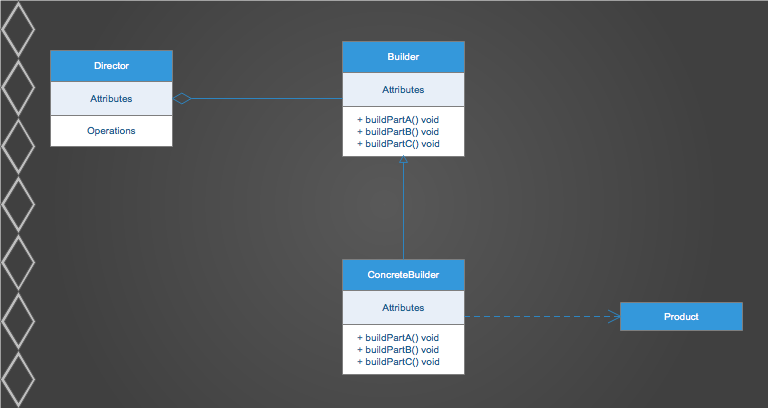 Director
Attributes
Operations
Builder
Attributes
+ buildPartA() void
+ buildPartB() void
+ buildPartC() void
ConcreteBuilder
Attributes
+ buildPartA() void
+ buildPartB() void
+ buildPartC() void
Product